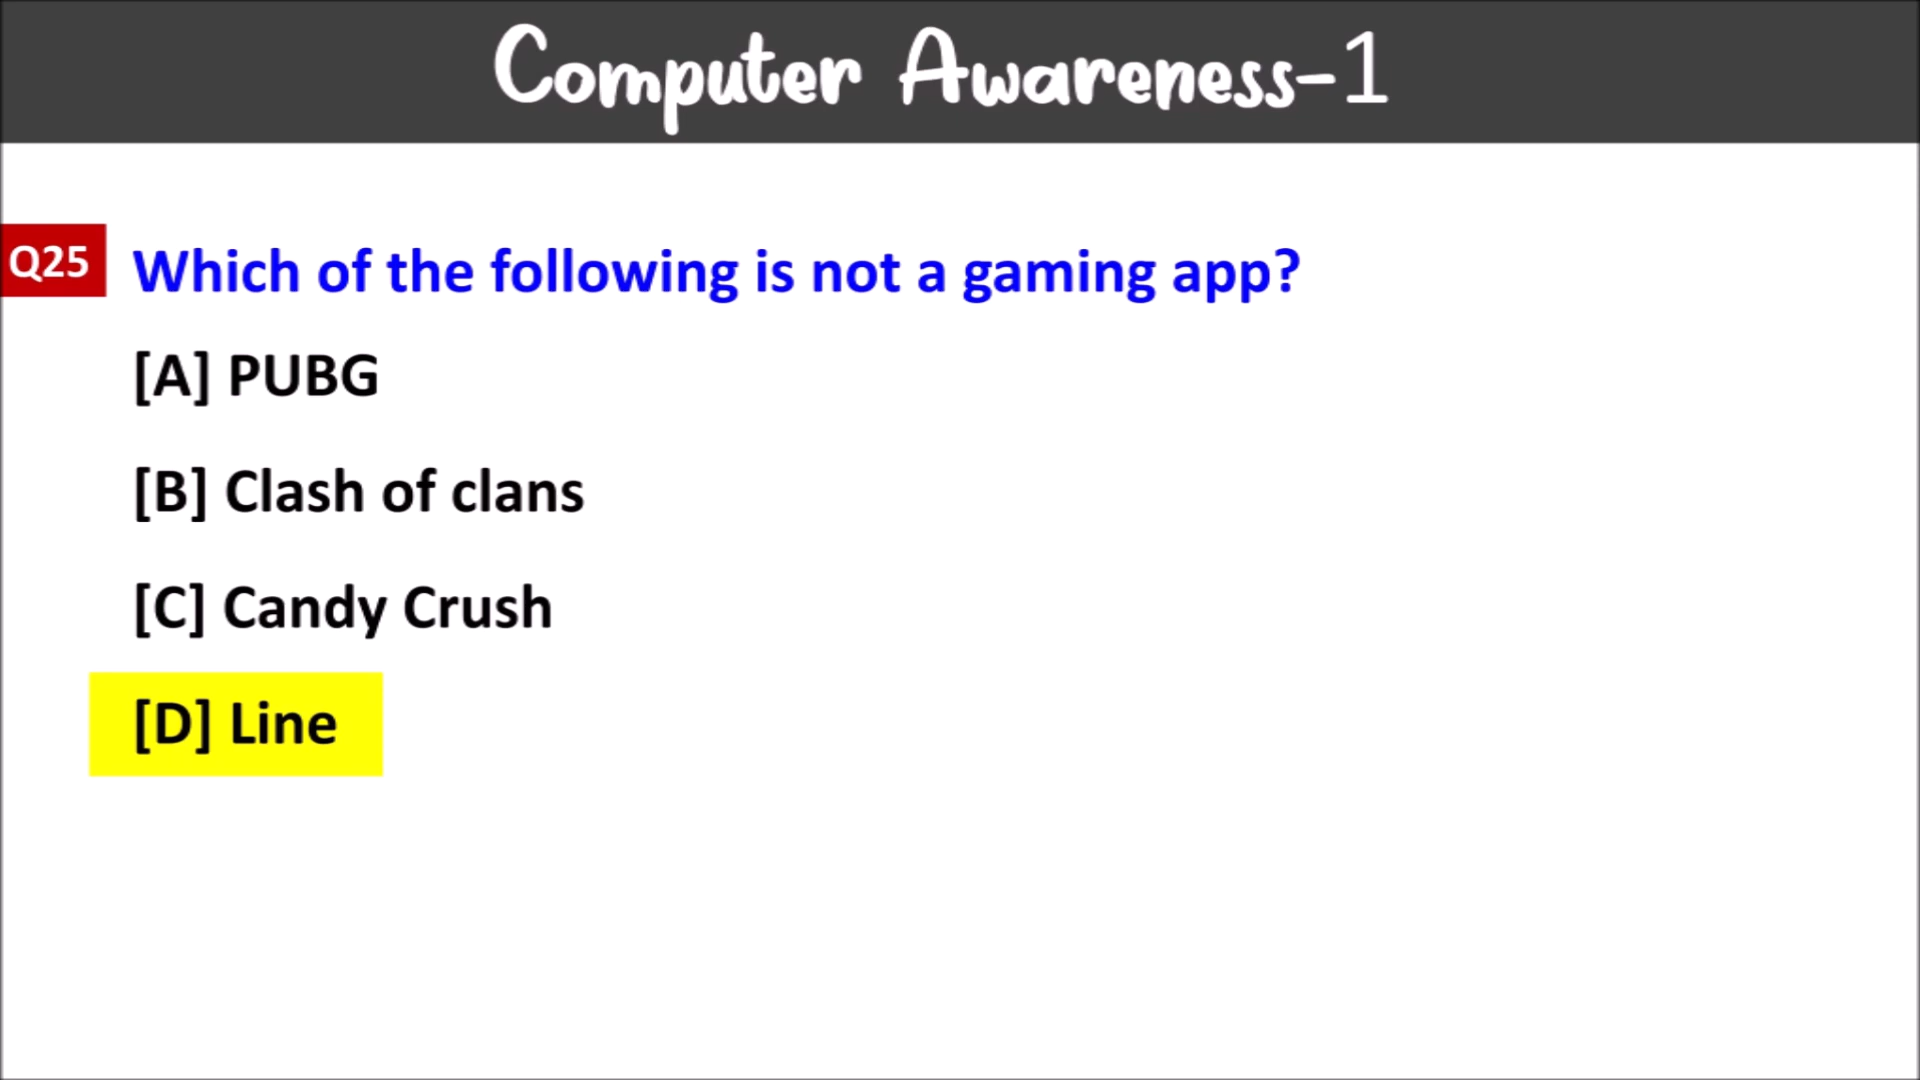 Computer Awareness-1
Q25 Which of the following is not a gaming app?
[A] PUBG
[B] Clash of clans
[C] Candy Crush
[D] Line